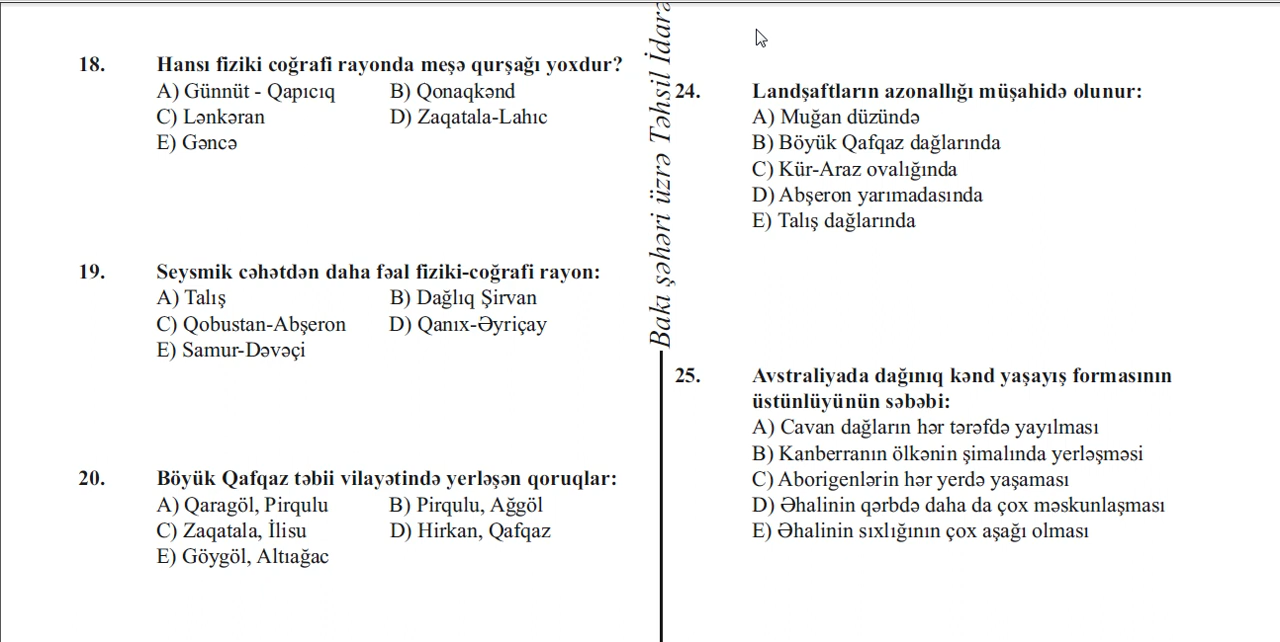 18. Hansı fiziki coğrafi rayonda meşə qurşağı yoxdur?
A) Günnüt - Qapıcıq B) Qonaqkənd
C) Lənkəran D) Zaqatala-Lahıc
E) Gəncə
19. Seysmik cəhətdən daha fəal fiziki-coğrafi rayon:
A) Talış B) Dağlıq Şirvan
C) Qobustan-Abşeron D) Qanıx-Əyriçay
E) Samur-Dəvəçi
20. Böyük Qafqaz təbii vilayətində yerləşən qoruqlar:
A) Qaragöl, Pirqulu B) Pirqulu, Ağgöl
C) Zaqatala, İlisu D) Hirkan, Qafqaz
E) Göygöl, Altıağac
Bakı şəhəri üzrə Təhsil İdarə
24. Landşaftların azonallığı müşahidə olunur:
A) Muğan düzündə
B) Böyük Qafqaz dağlarında
C) Kür-Araz ovalığında
D) Abşeron yarımadasında
E) Talış dağlarında
25. Avstraliyada dağınıq kənd yaşayış formasının
üstünlüyünün səbəbi:
A) Cavan dağların hər tərəfdə yayılması
B) Kanberranın ölkənin şimalında yerləşməsi
C) Aborigenlərin hər yerdə yaşaması
D) Əhalinin qərbdə daha da çox məskunlaşması
E) Əhalinin sıxlığının çox aşağı olması